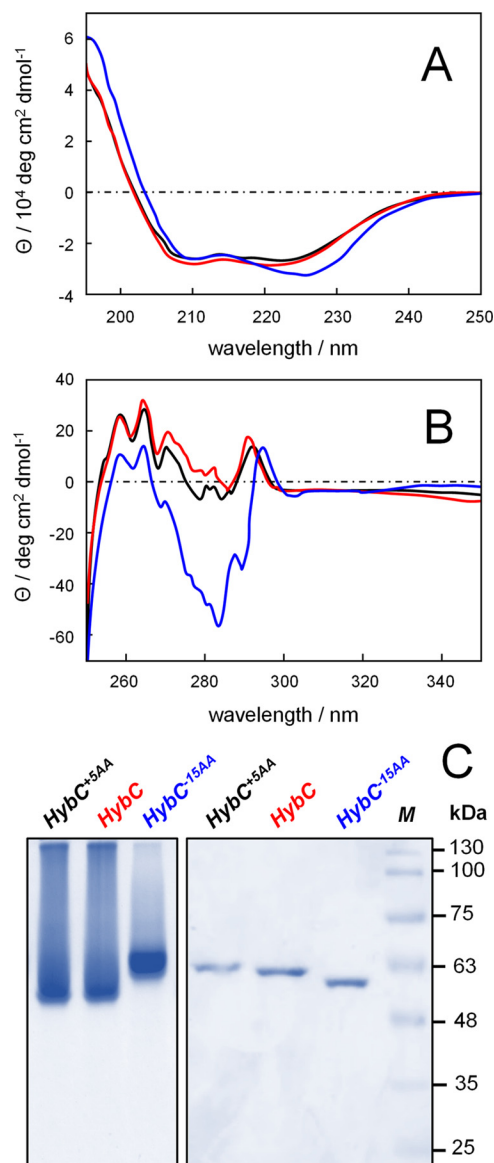 6
4
2
0
-2
-4
Θ / 10⁴ deg cm² dmol⁻¹
A
200 210 220 230 240 250
wavelength / nm
40
20
0
-20
-40
-60
Θ / deg cm² dmol⁻¹
B
260 280 300 320 340
wavelength / nm
C
HybC⁺⁵ᴬᴬ HybC HybC⁻¹⁵ᴬᴬ HybC⁺⁵ᴬᴬ HybC HybC⁻¹⁵ᴬᴬ M kDa
130
100
75
63
48
35
25